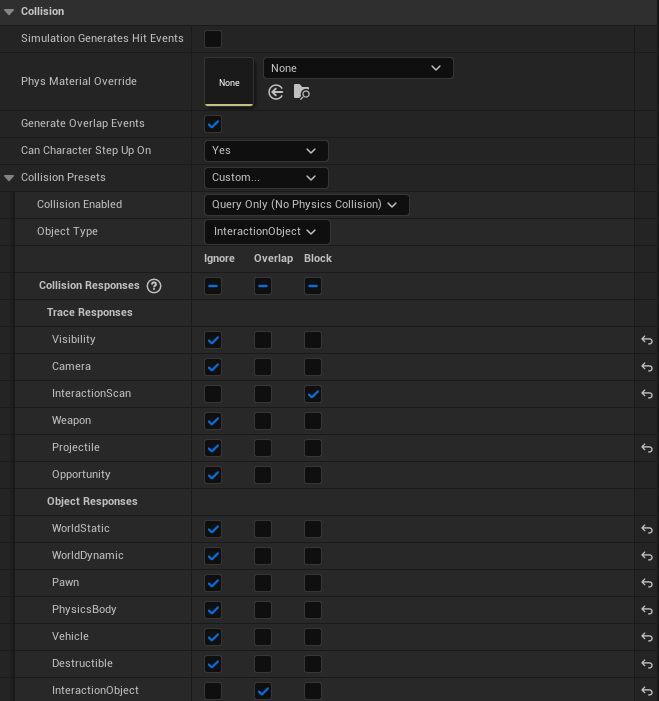 Collision
Simulation Generates Hit Events
Phys Material Override
None
None
Generate Overlap Events
Can Character Step Up On
Yes
Collision Presets
Custom...
Collision Enabled
Query Only (No Physics Collision)
Object Type
InteractionObject
Ignore Overlap Block
Collision Responses ?
Trace Responses
Visibility
Camera
InteractionScan
Weapon
Projectile
Opportunity
Object Responses
WorldStatic
WorldDynamic
Pawn
PhysicsBody
Vehicle
Destructible
InteractionObject